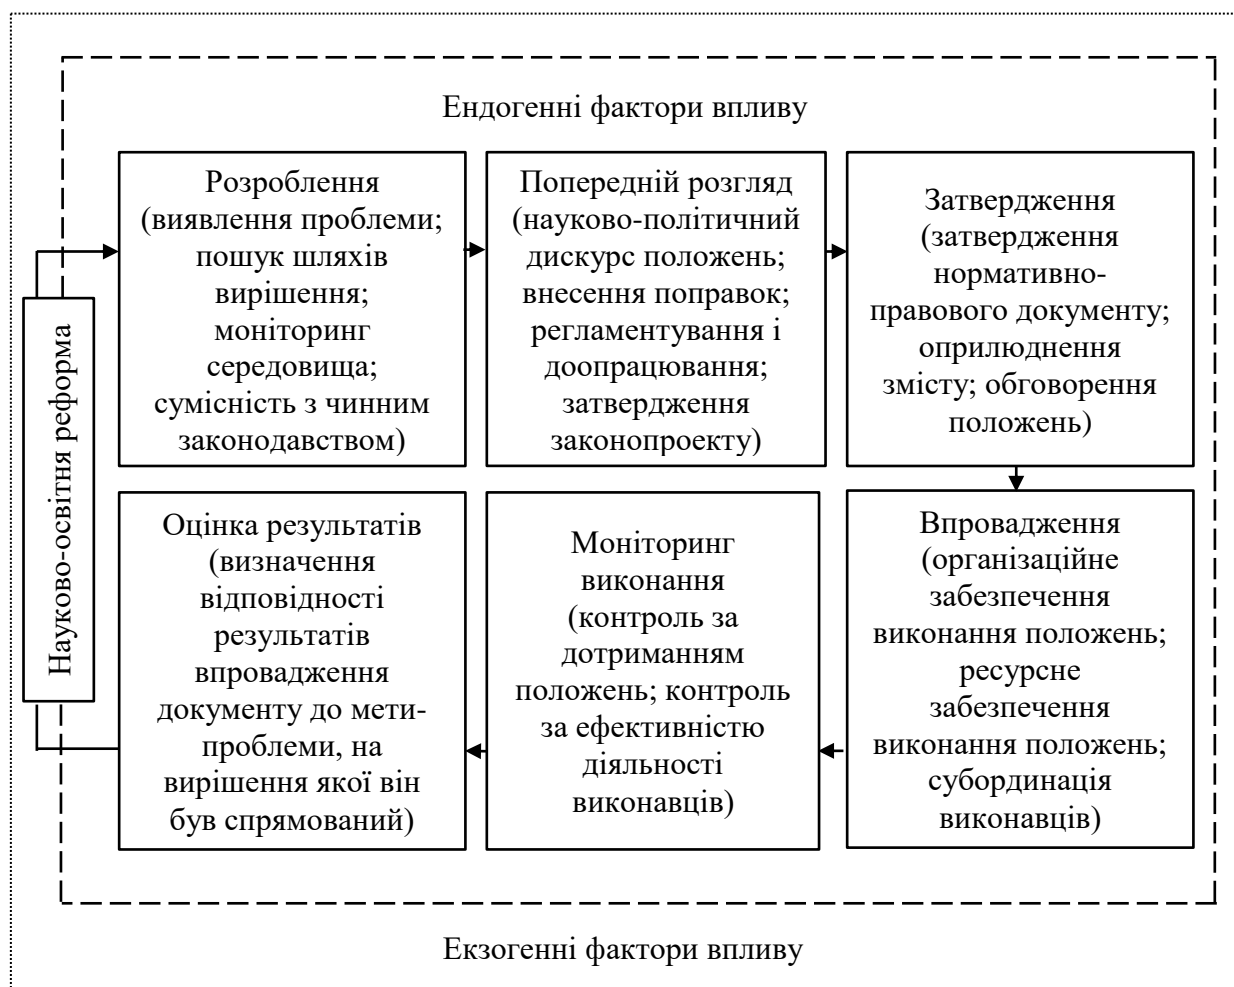 Ендогенні фактори впливу
Розроблення
(виявлення проблеми;
пошук шляхів
вирішення;
моніторинг
середовища;
сумісність з чинним
законодавством)
Попередній розгляд
(науково-політичний
дискурс положень;
внесення поправок;
регламентування і
доопрацювання;
затвердження
законопроекту)
Затвердження
(затвердження
нормативно-
правового документу;
оприлюднення
змісту; обговорення
положень)
Науково-освітня реформа
Оцінка результатів
(визначення
відповідності
результатів
впровадження
документу до мети-
проблеми, на
вирішення якої він
був спрямований)
Моніторинг
виконання
(контроль за
дотриманням
положень; контроль
за ефективністю
діяльності
виконавців)
Впровадження
(організаційне
забезпечення
виконання положень;
ресурсне
забезпечення
виконання положень;
субординація
виконавців)
Екзогенні фактори впливу